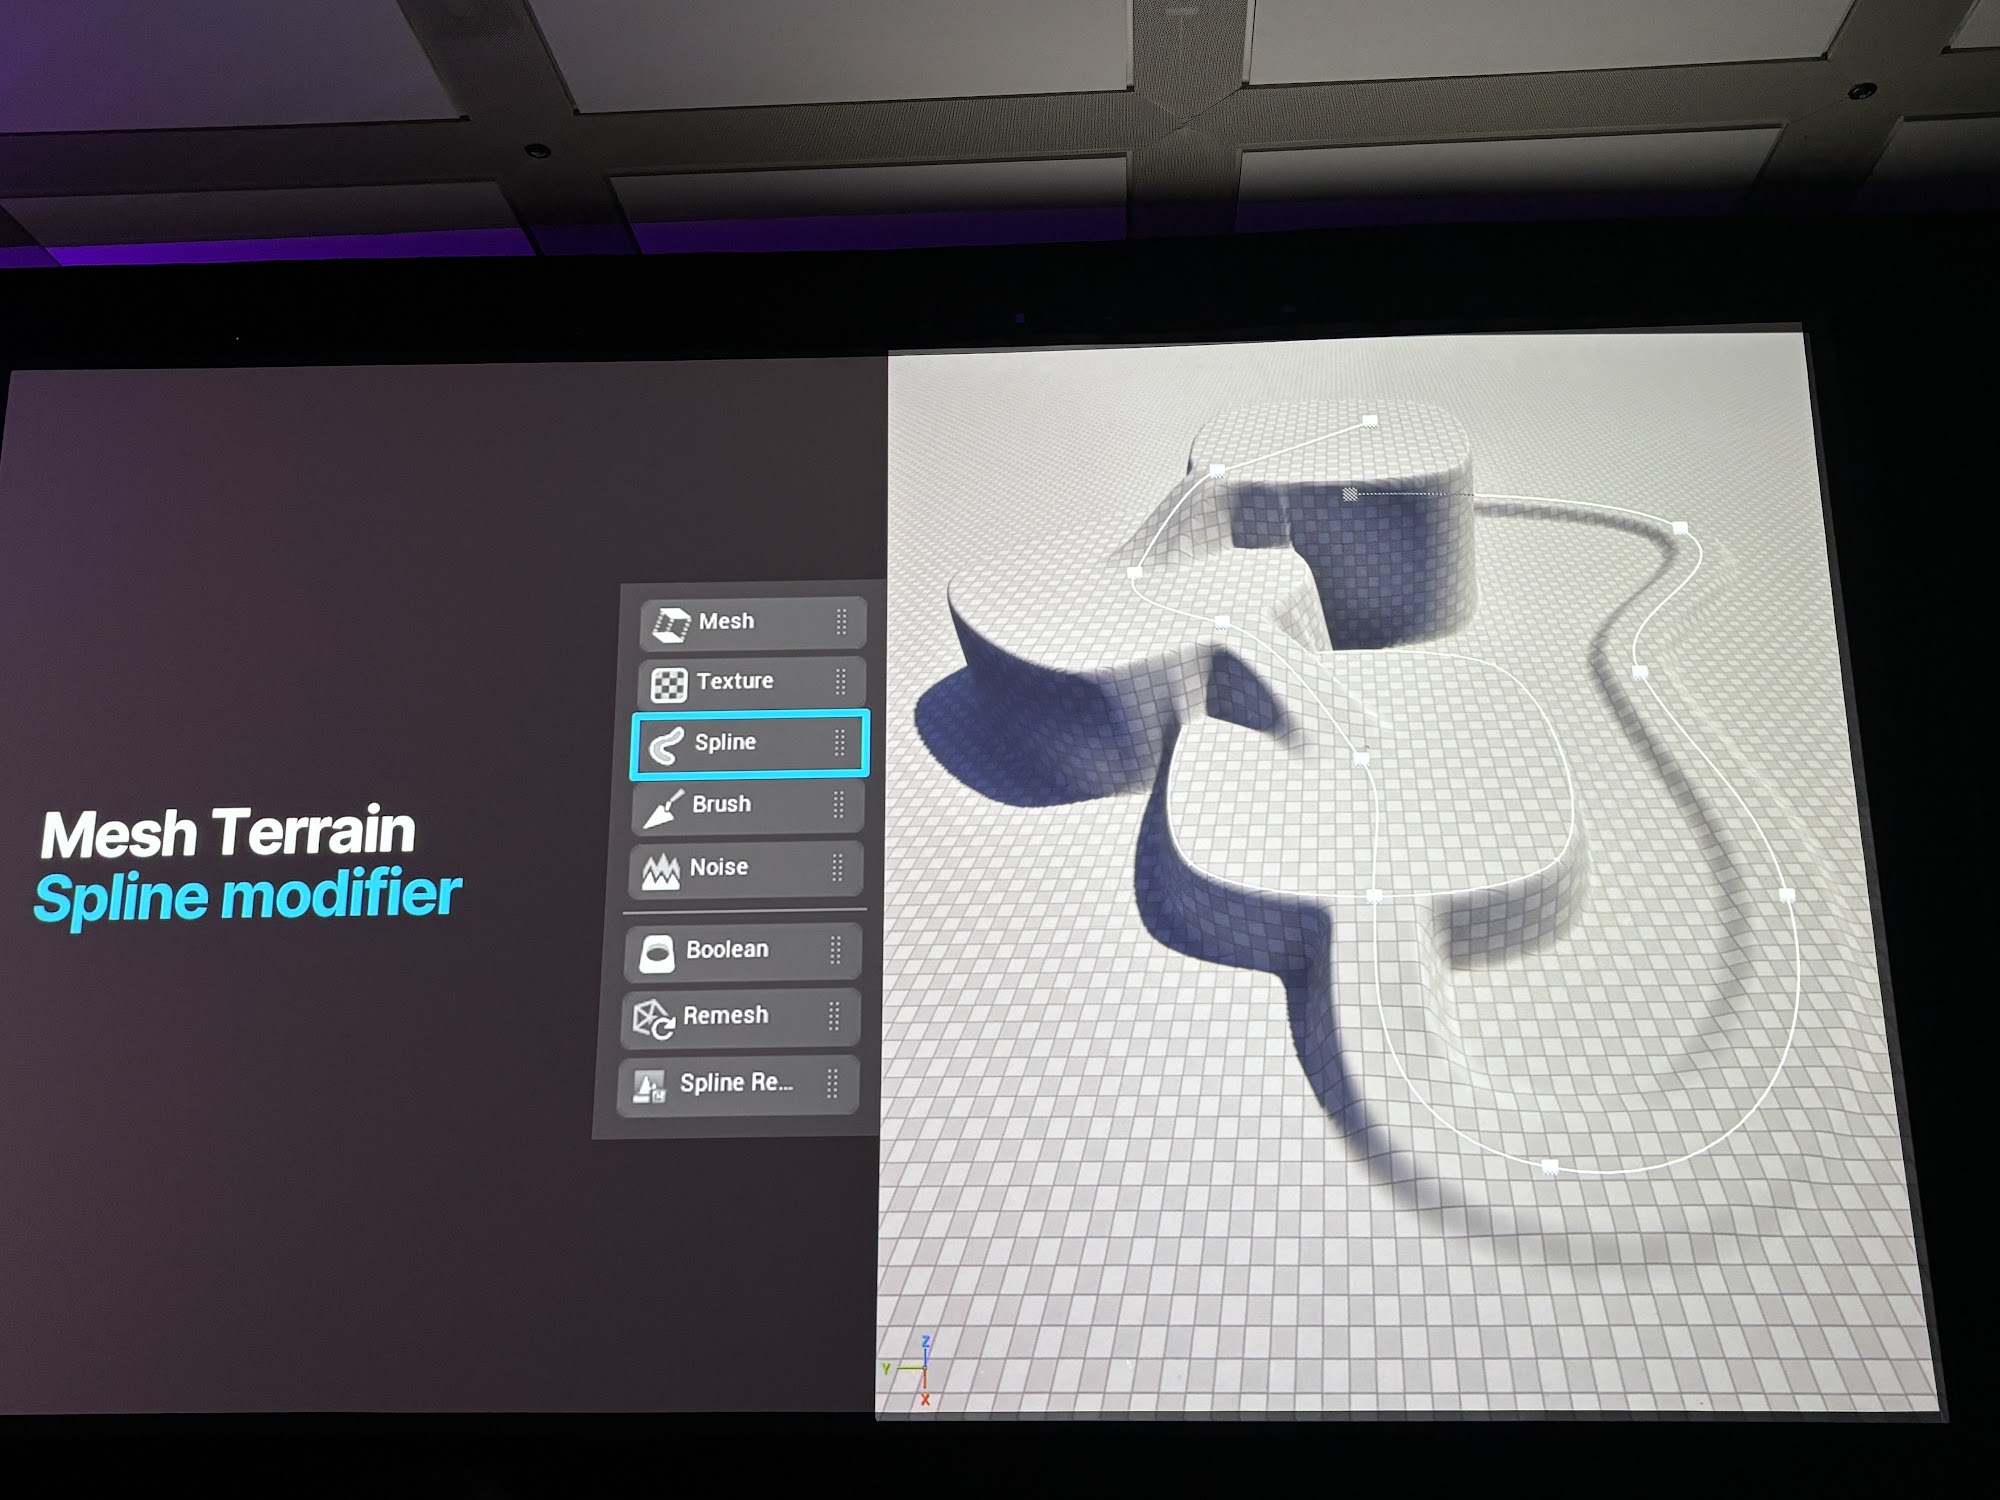 Mesh Terrain
Spline modifier
Mesh
Texture
Spline
Brush
Noise
Boolean
Remesh
Spline Re...
Z
Y
X